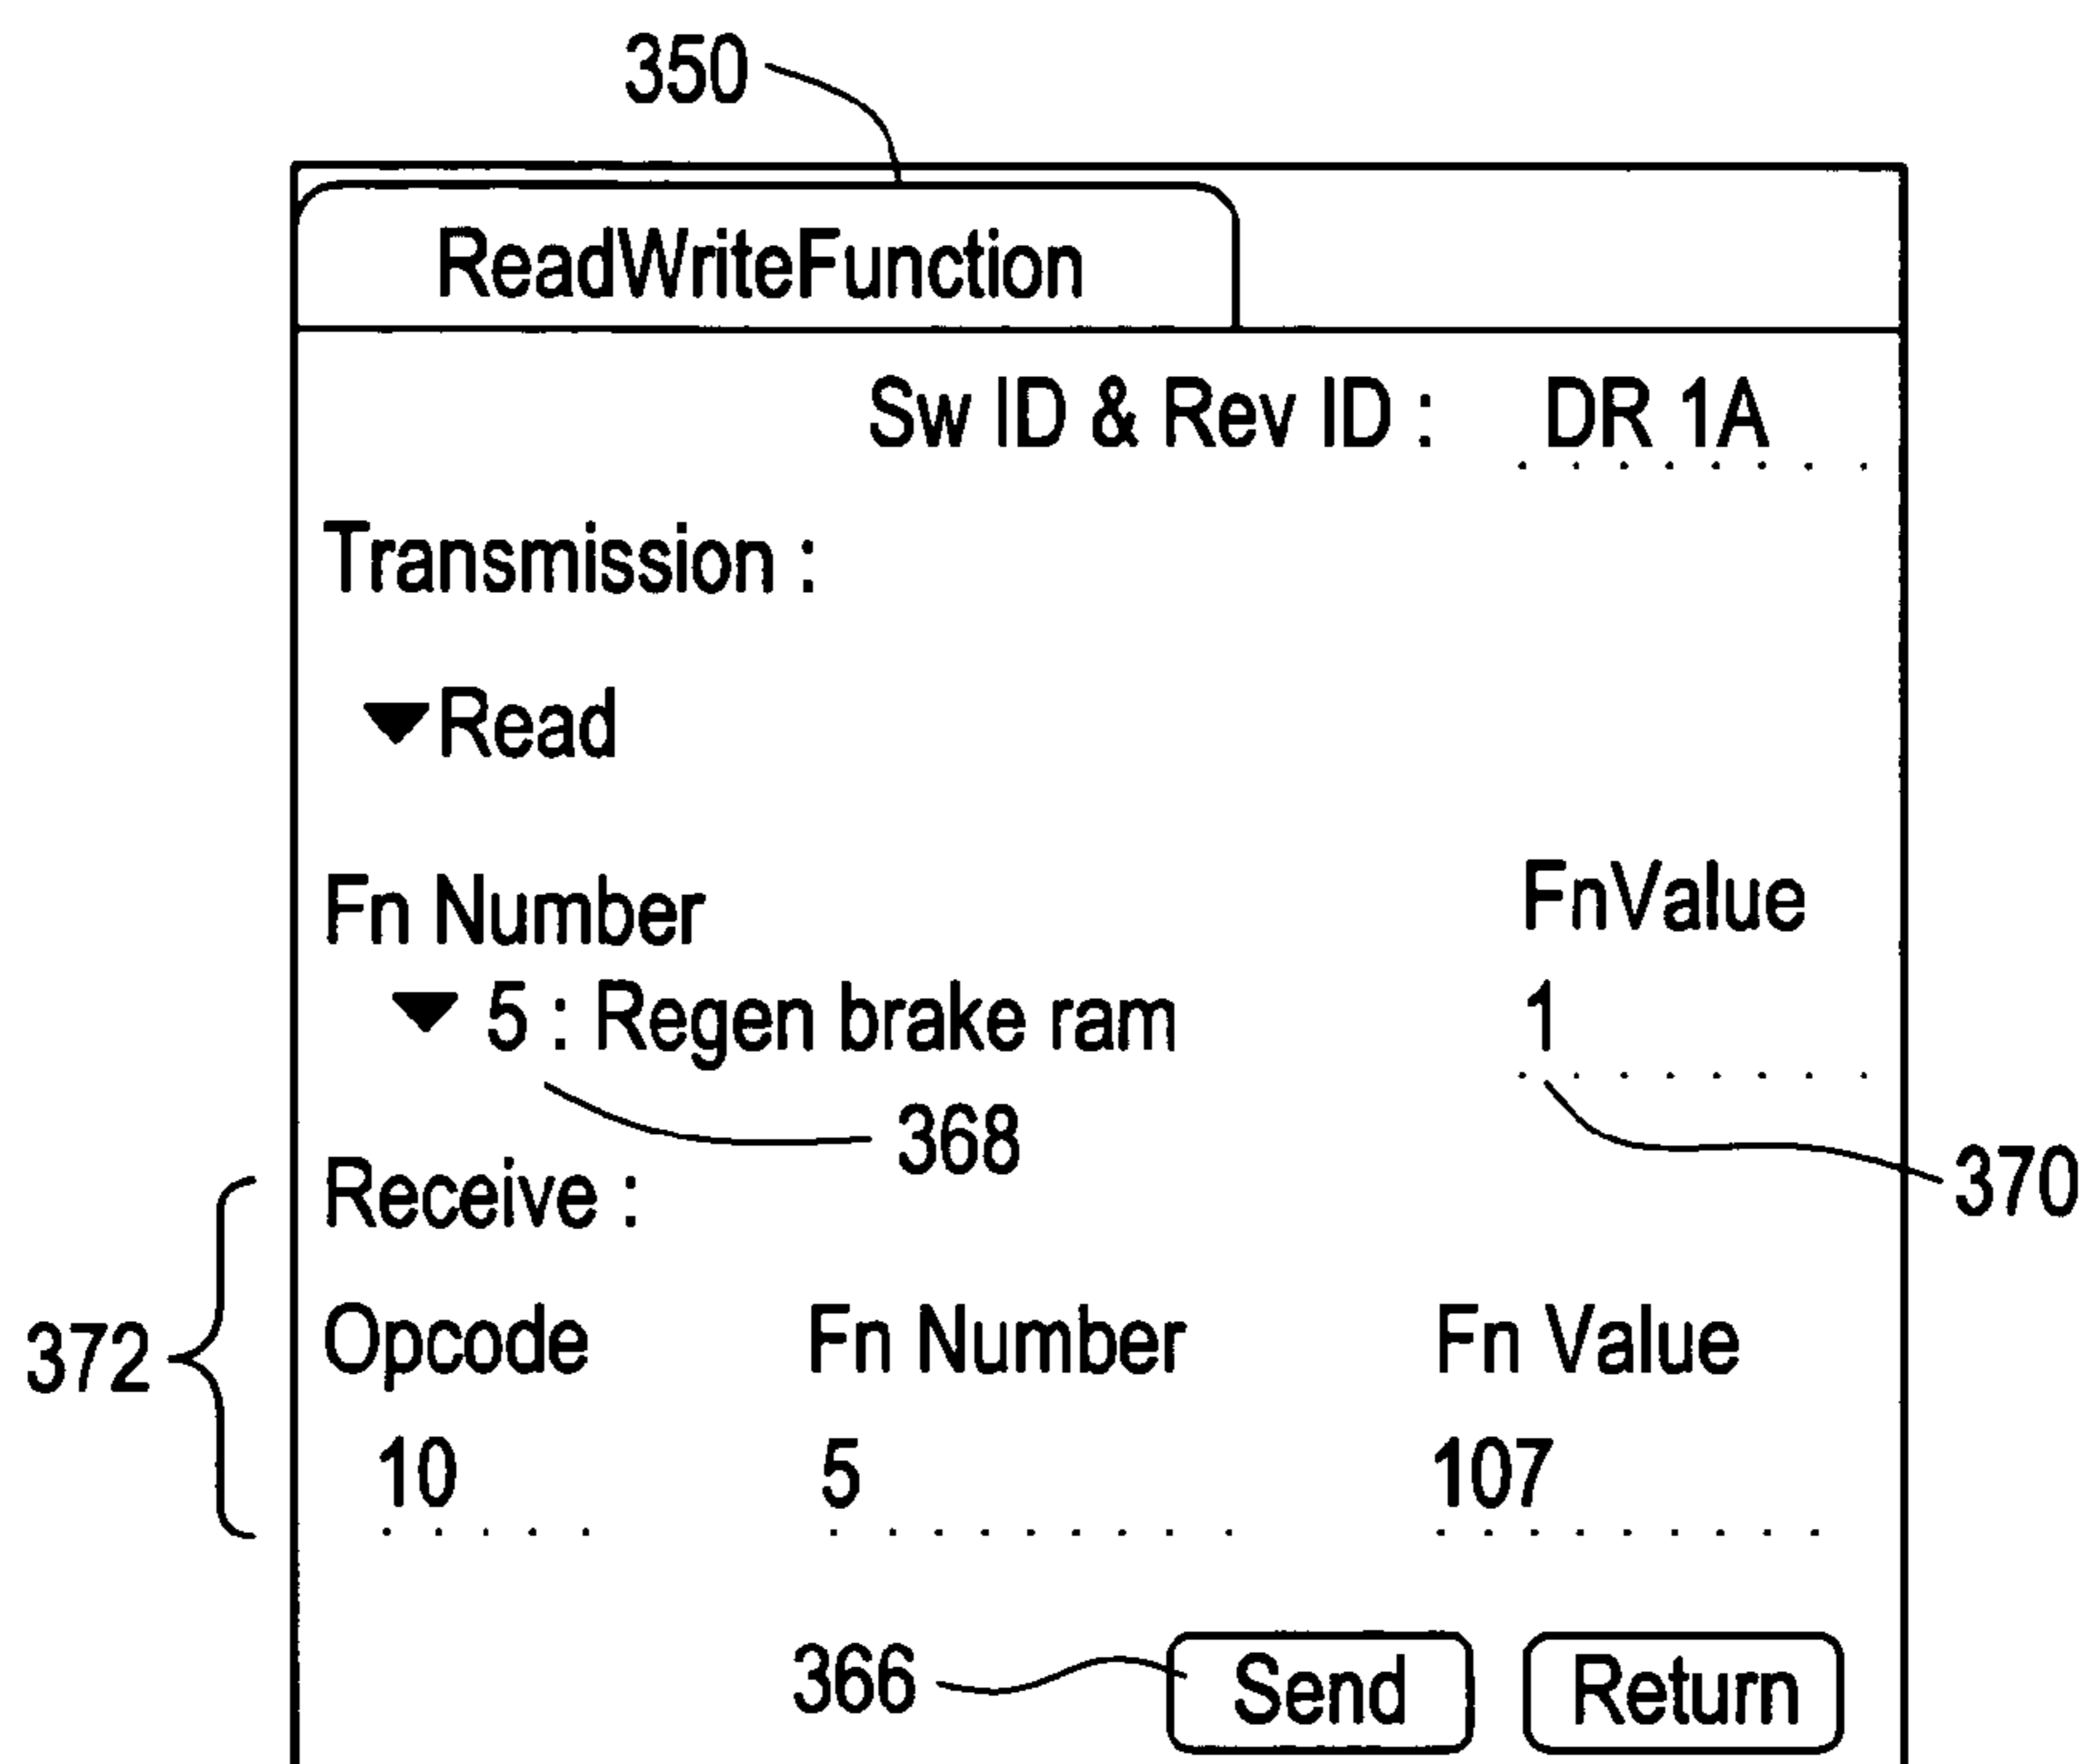 350
ReadWriteFunction
Sw ID & Rev ID : DR 1A
Transmission :
▼Read
Fn Number FnValue
▼ 5 : Regen brake ram 1
368
370
Receive :
372
Opcode Fn Number Fn Value
10 5 107
366 Send Return